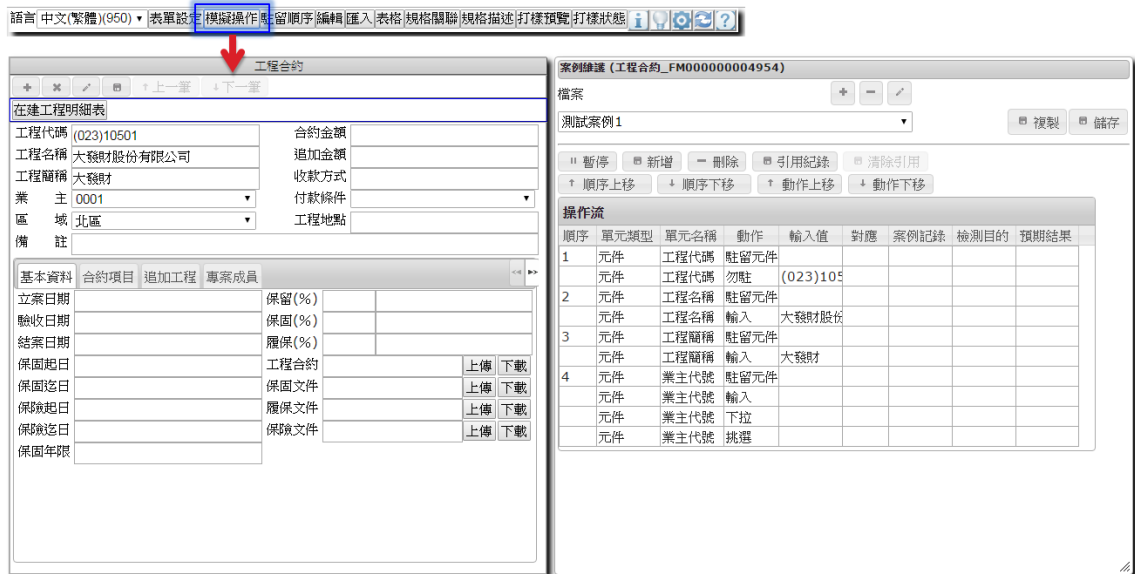 語言 中文(繁體)(950) 表單設定 模擬操作 駐留順序 編輯 匯入 表格 規格關聯 規格描述 打樣預覽 打樣狀態
工程合約
↑上一筆 ↓下一筆
在建工程明細表
工程代碼 (023)10501 合約金額
工程名稱 大發財股份有限公司 追加金額
工程簡稱 大發財 收款方式
業 主 0001 付款條件
區 域 北區 工程地點
備 註
基本資料 合約項目 追加工程 專案成員
立案日期 保留(%)
驗收日期 保固(%)
結案日期 履保(%)
保固起日 工程合約 上傳 下載
保固迄日 保固文件 上傳 下載
保險起日 履保文件 上傳 下載
保險迄日 保險文件 上傳 下載
保固年限
案例維護 (工程合約_FM000000004954)
檔案
測試案例1 複製 儲存
暫停 新增 刪除 引用紀錄 清除引用
↑ 順序上移 ↓ 順序下移 ↑ 動作上移 ↓ 動作下移
操作流
順序 單元類型 單元名稱 動作 輸入值 對應 案例記錄 檢測目的 預期結果
1 元件 工程代碼 駐留元件
元件 工程代碼 勿駐 (023)105
2 元件 工程名稱 駐留元件
元件 工程名稱 輸入 大發財股份
3 元件 工程簡稱 駐留元件
元件 工程簡稱 輸入 大發財
4 元件 業主代號 駐留元件
元件 業主代號 輸入
元件 業主代號 下拉
元件 業主代號 挑選